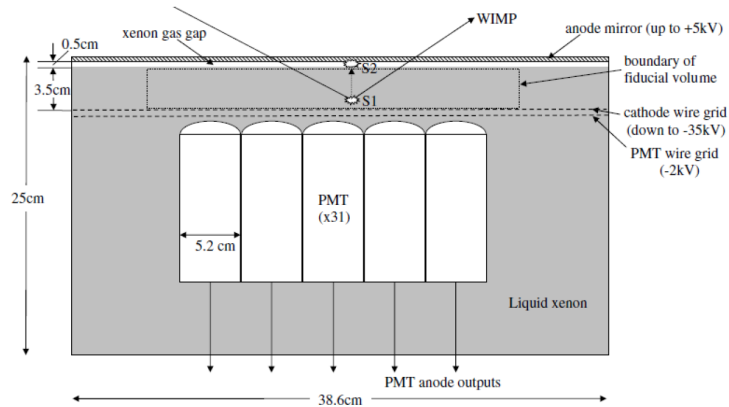 WIMP
anode mirror (up to +5kV)
xenon gas gap
0.5cm
S2
boundary of
fiducial volume
3.5cm
S1
cathode wire grid
(down to -35kV)
PMT wire grid
(-2kV)
25cm
PMT
(x31)
5.2 cm
Liquid xenon
PMT anode outputs
38.6cm